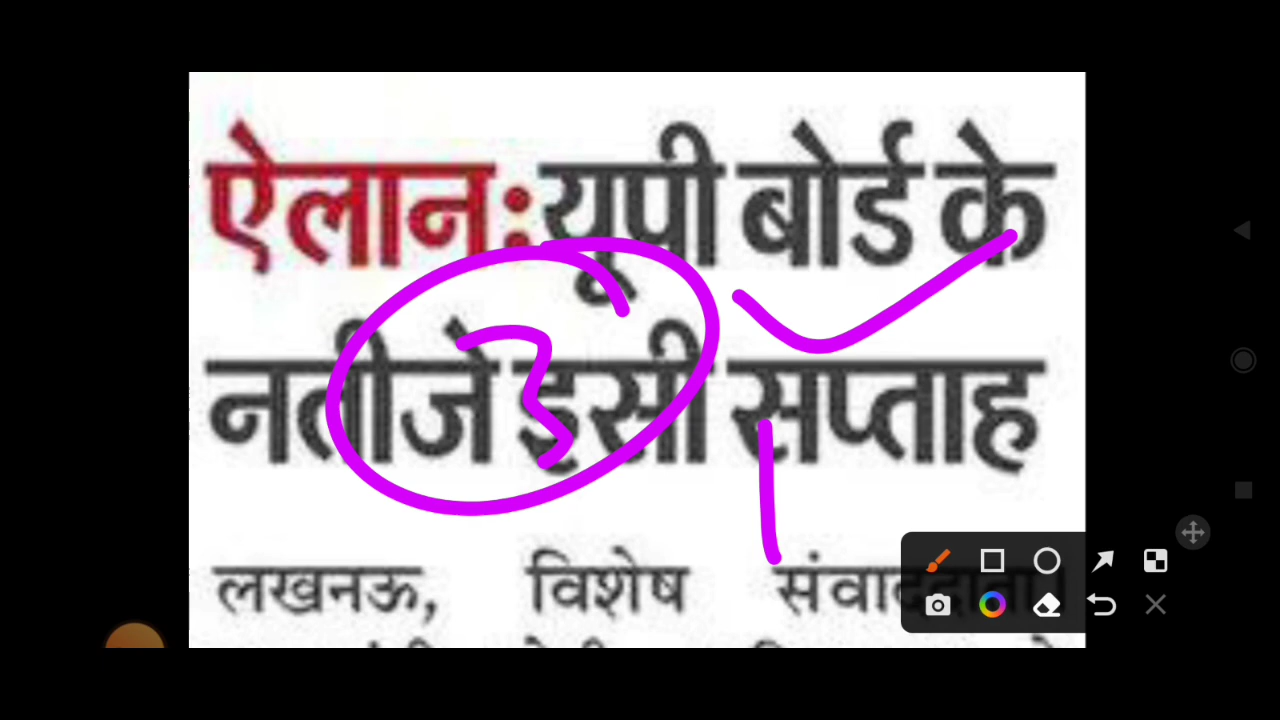 ऐलान: यूपी बोर्ड के
नतीजे इसी सप्ताह
लखनऊ, विशेष संवाददाता।